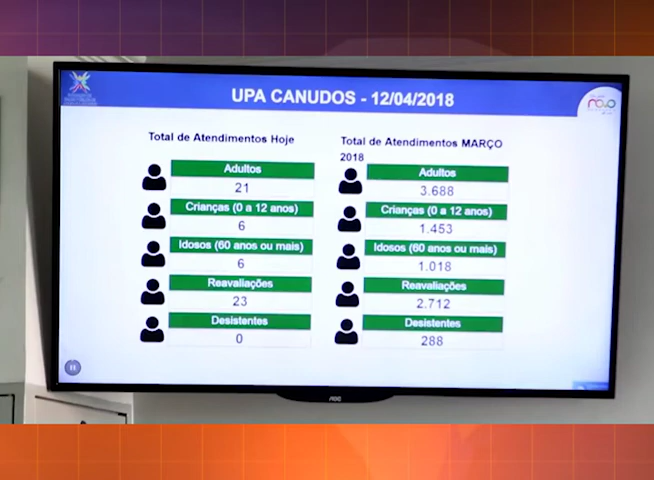 UPA CANUDOS - 12/04/2018
novo
Total de Atendimentos Hoje
Adultos
21
Crianças (0 a 12 anos)
6
Idosos (60 anos ou mais)
6
Reavaliações
23
Desistentes
0
Total de Atendimentos MARÇO
2018
Adultos
3.688
Crianças (0 a 12 anos)
1.453
Idosos (60 anos ou mais)
1.018
Reavaliações
2.712
Desistentes
288
AOC